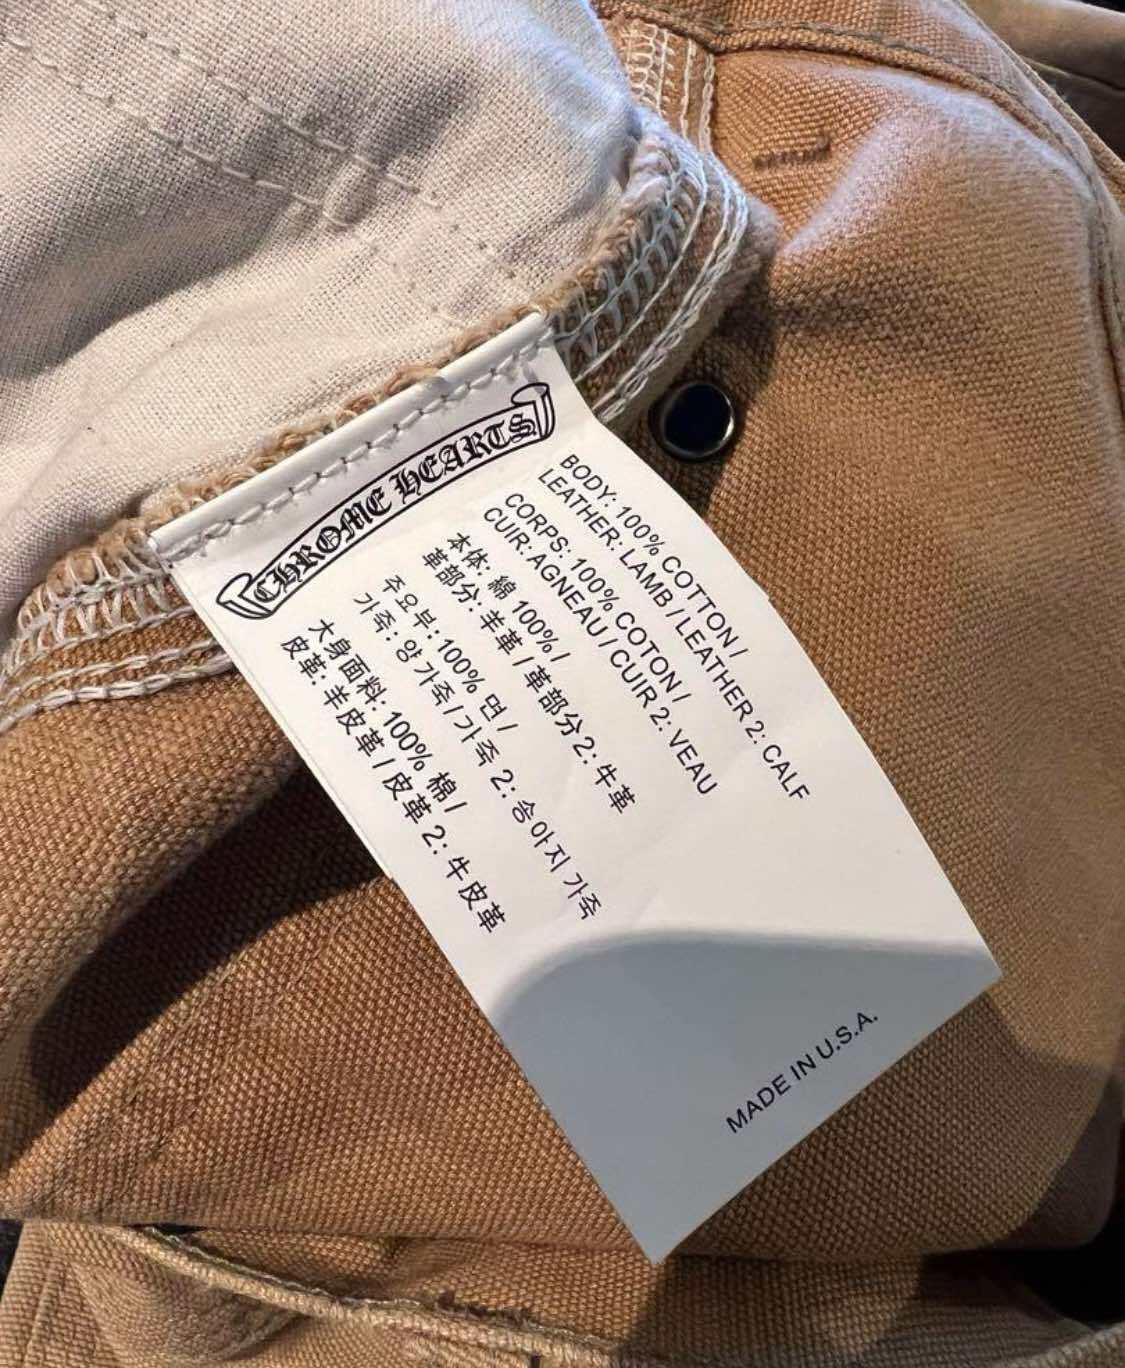 CHROME HEARTS
BODY: 100% COTTON /
LEATHER: LAMB / LEATHER 2: CALF
CORPS: 100% COTON /
CUIR: AGNEAU / CUIR 2: VEAU
本体: 綿 100% /
革部分: 羊革 / 革部分 2: 牛革
주요부: 100% 면 /
가죽: 양 가죽 / 가죽 2: 송아지 가죽
大身面料: 100% 棉 /
皮革: 羊皮革 / 皮革 2: 牛皮革
MADE IN U.S.A.